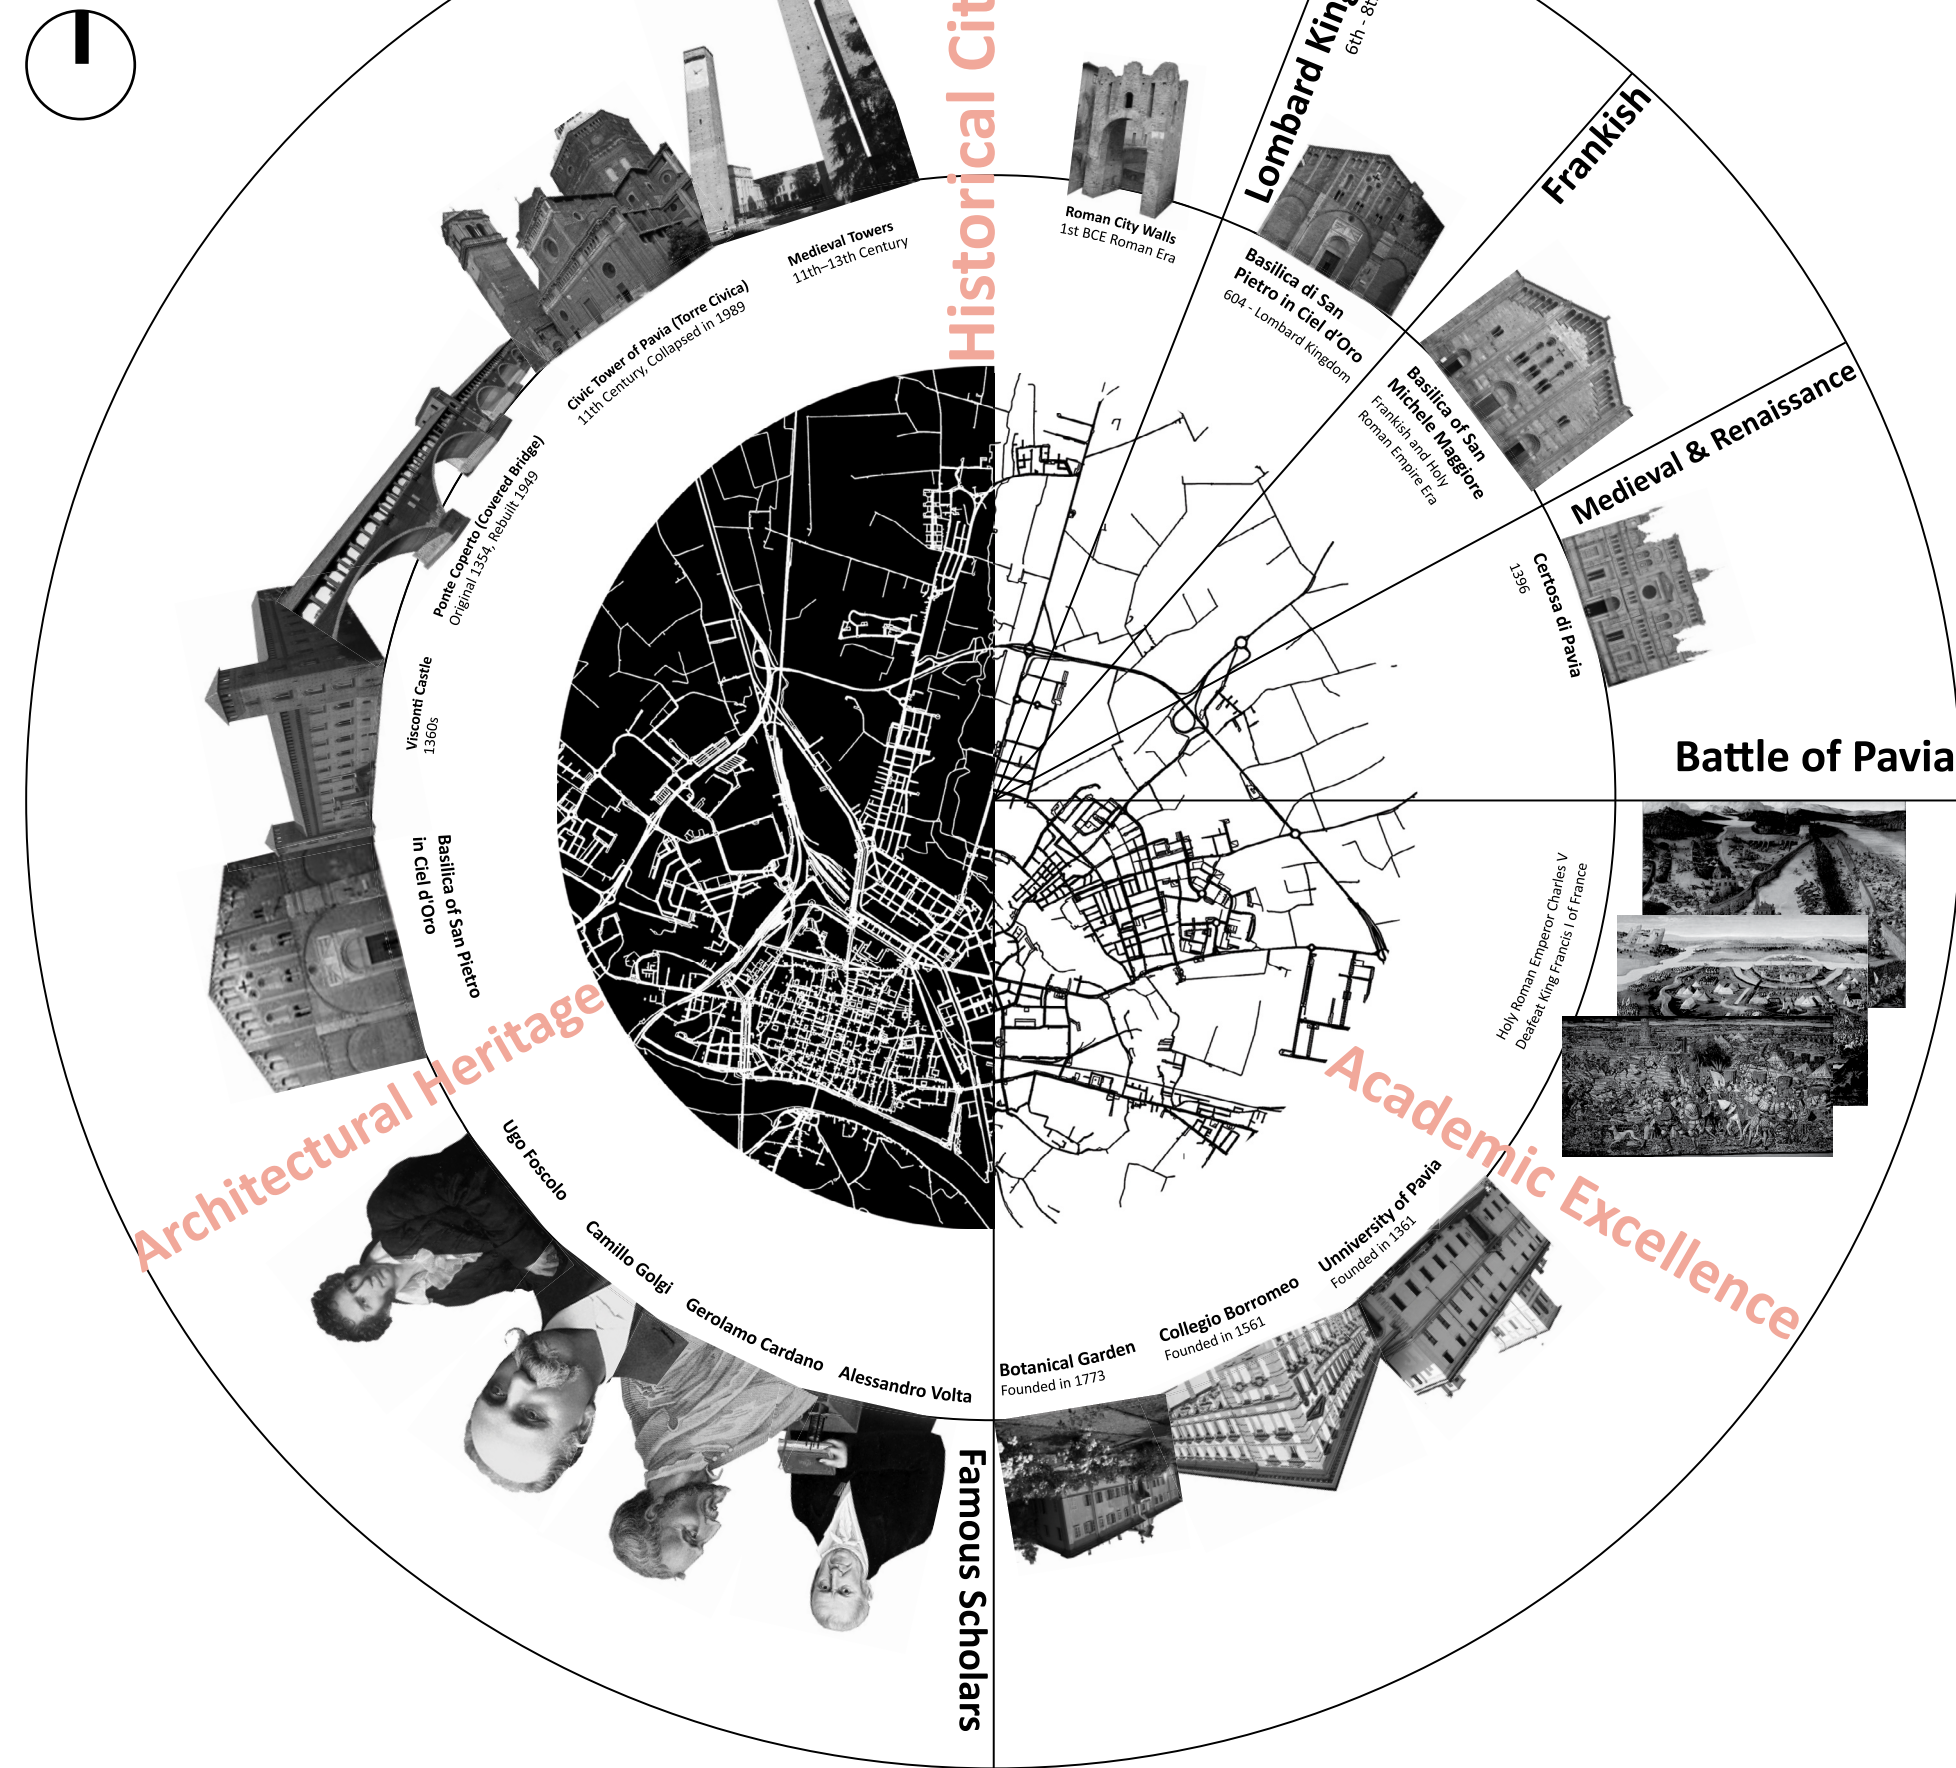 Historical Cit
Roman City Walls
1st BCE Roman Era
Lombard King
6th - 8t
Basilica di San
Pietro in Ciel d'Oro
604 - Lombard Kingdom
Frankish
Basilica of San
Michele Maggiore
Frankish and Holy
Roman Empire Era
Medieval & Renaissance
Certosa di Pavia
1396
Battle of Pavia
Holy Roman Emperor Charles V
Deafeat King Francis I of France
Academic Excellence
Unniversity of Pavia
Founded in 1361
Collegio Borromeo
Founded in 1561
Botanical Garden
Founded in 1773
Famous Scholars
Alessandro Volta
Gerolamo Cardano
Camillo Golgi
Ugo Foscolo
Architectural Heritage
Basilica of San Pietro
in Ciel d'Oro
Visconti Castle
1360s
Ponte Coperto (Covered Bridge)
Original 1354, Rebuilt 1949
Civic Tower of Pavia (Torre Civica)
11th Century, Collapsed in 1989
Medieval Towers
11th–13th Century